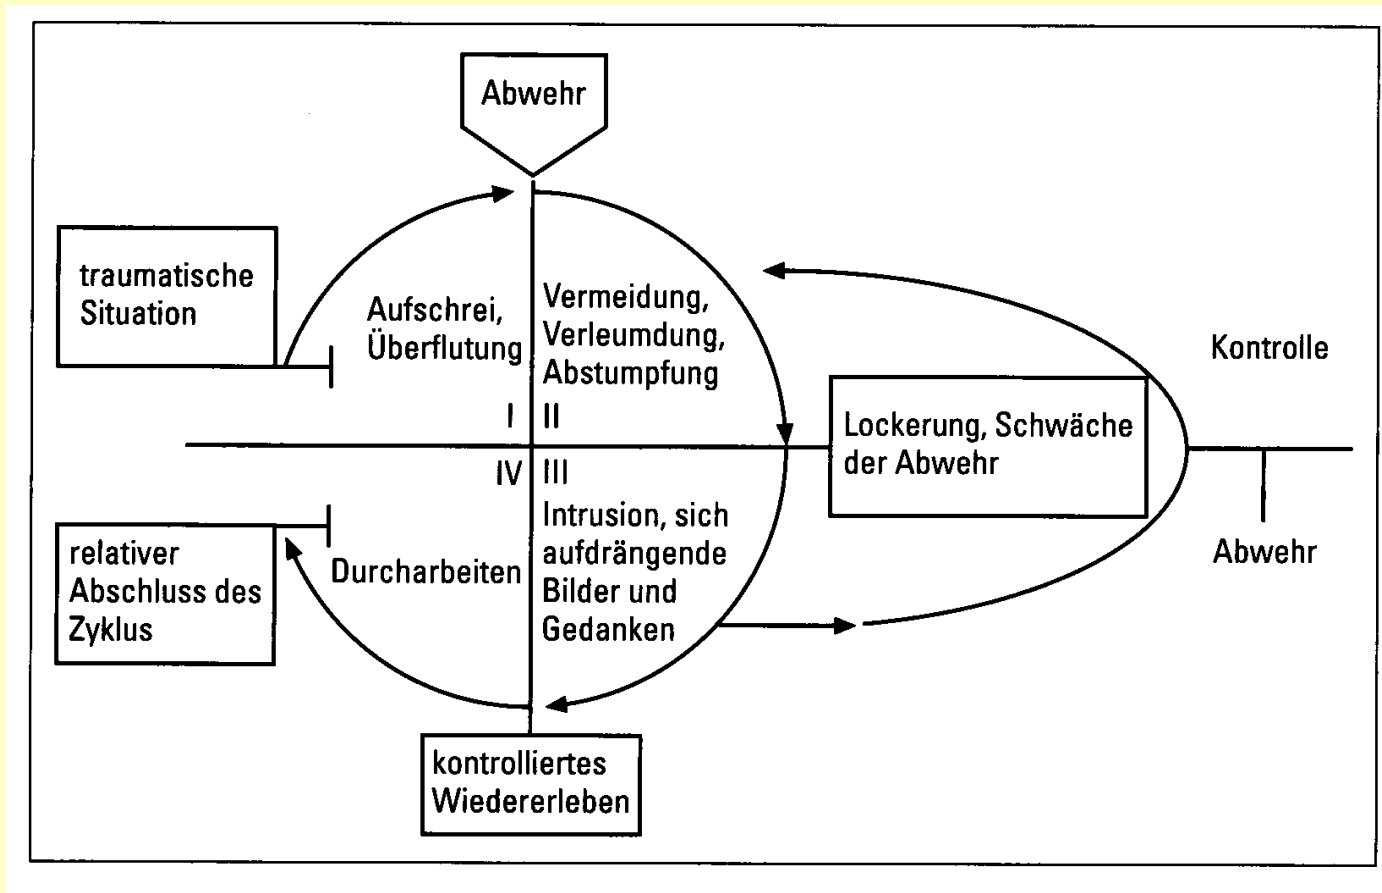 Abwehr
traumatische
Situation
Aufschrei,
Überflutung
Vermeidung,
Verleumdung,
Abstumpfung
Kontrolle
I
II
Lockerung, Schwäche
der Abwehr
IV
III
Intrusion, sich
aufdrängende
Bilder und
Gedanken
Abwehr
relativer
Abschluss des
Zyklus
Durcharbeiten
kontrolliertes
Wiedererleben